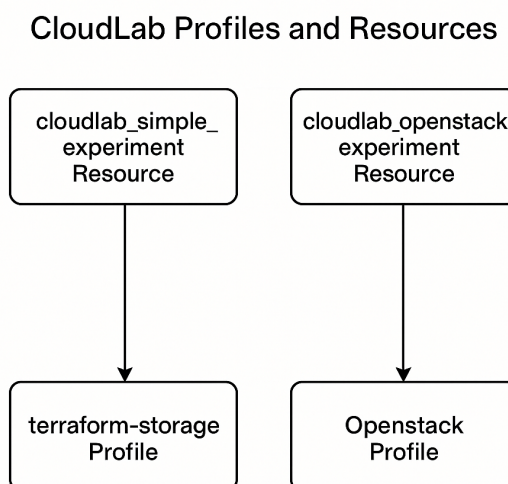 CloudLab Profiles and Resources
cloudlab_simple_
experiment
Resource
cloudlab_openstack
experiment
Resource
terraform-storage
Profile
Openstack
Profile